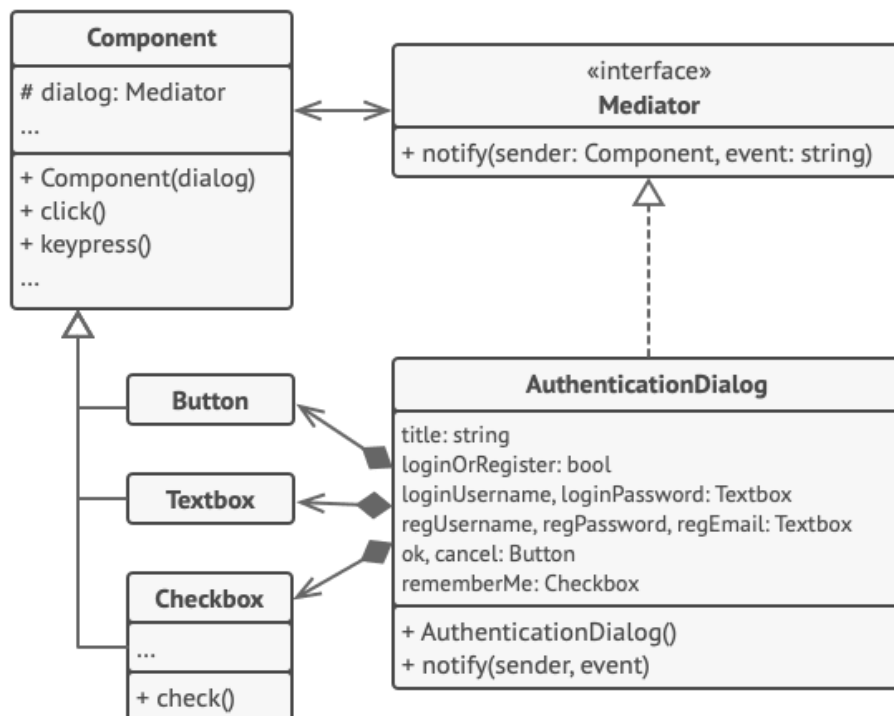 Component
# dialog: Mediator
...
+ Component(dialog)
+ click()
+ keypress()
...
«interface»
Mediator
+ notify(sender: Component, event: string)
Button
Textbox
Checkbox
...
+ check()
AuthenticationDialog
title: string
loginOrRegister: bool
loginUsername, loginPassword: Textbox
regUsername, regPassword, regEmail: Textbox
ok, cancel: Button
rememberMe: Checkbox
+ AuthenticationDialog()
+ notify(sender, event)